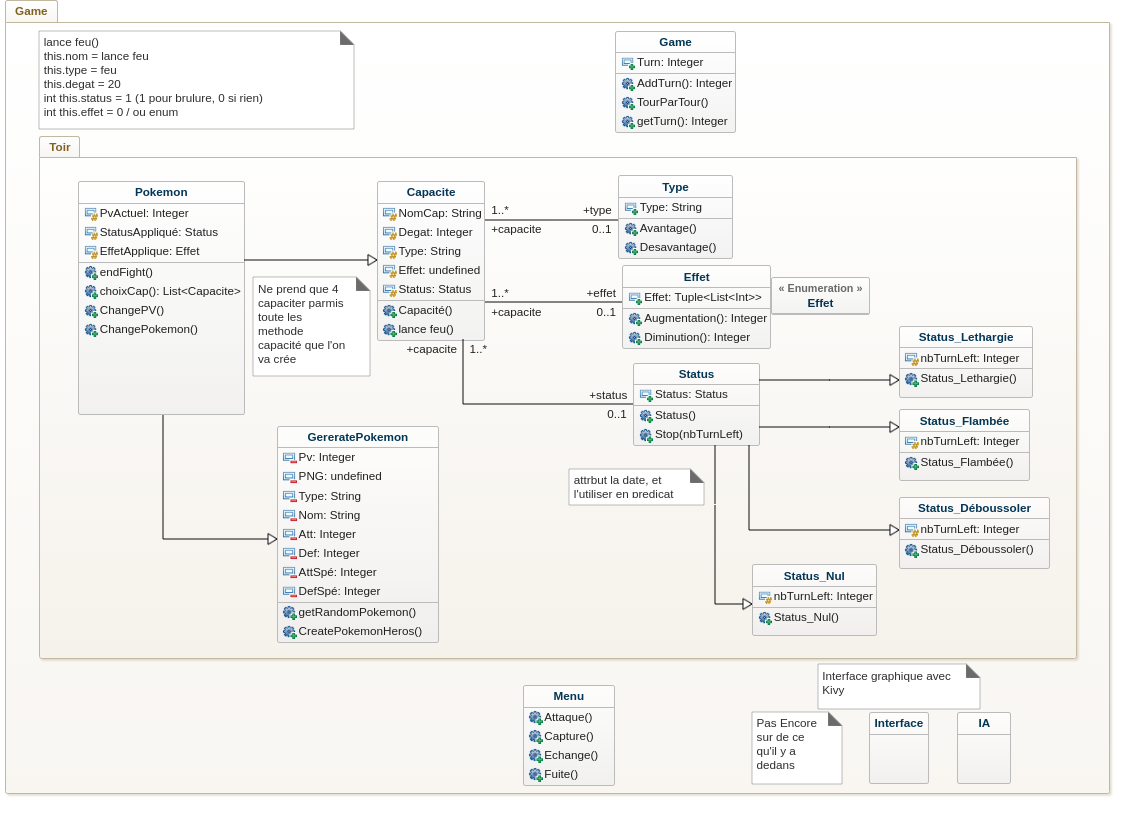 Game
lance feu()
this.nom = lance feu
this.type = feu
this.degat = 20
int this.status = 1 (1 pour brulure, 0 si rien)
int this.effet = 0 / ou enum
Game
Turn: Integer
AddTurn(): Integer
TourParTour()
getTurn(): Integer
Toir
Pokemon
PvActuel: Integer
StatusAppliqué: Status
EffetApplique: Effet
endFight()
choixCap(): List<Capacite>
ChangePV()
ChangePokemon()
Ne prend que 4
capaciter parmis
toute les
methode
capacité que l'on
va crée
Capacite
NomCap: String
Degat: Integer
Type: String
Effet: undefined
Status: Status
Capacité()
lance feu()
1..*
+type
+capacite
0..1
Type
Type: String
Avantage()
Desavantage()
1..*
+effet
+capacite
0..1
Effet
Effet: Tuple<List<Int>>
Augmentation(): Integer
Diminution(): Integer
« Enumeration »
Effet
+capacite
1..*
+status
0..1
Status
Status: Status
Status()
Stop(nbTurnLeft)
attrbut la date, et
l'utiliser en predicat
Status_Lethargie
nbTurnLeft: Integer
Status_Lethargie()
Status_Flambée
nbTurnLeft: Integer
Status_Flambée()
Status_Déboussoler
nbTurnLeft: Integer
Status_Déboussoler()
Status_Nul
nbTurnLeft: Integer
Status_Nul()
GereratePokemon
Pv: Integer
PNG: undefined
Type: String
Nom: String
Att: Integer
Def: Integer
AttSpé: Integer
DefSpé: Integer
getRandomPokemon()
CreatePokemonHeros()
Menu
Attaque()
Capture()
Echange()
Fuite()
Interface graphique avec
Kivy
Pas Encore
sur de ce
qu'il y a
dedans
Interface
IA